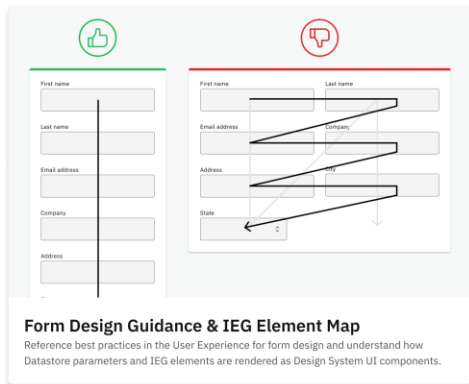 First name
Last name
Email address
Company
Address
First name Last name
Email address Company
Address City
State
Form Design Guidance & IEG Element Map
Reference best practices in the User Experience for form design and understand how
Datastore parameters and IEG elements are rendered as Design System UI components.